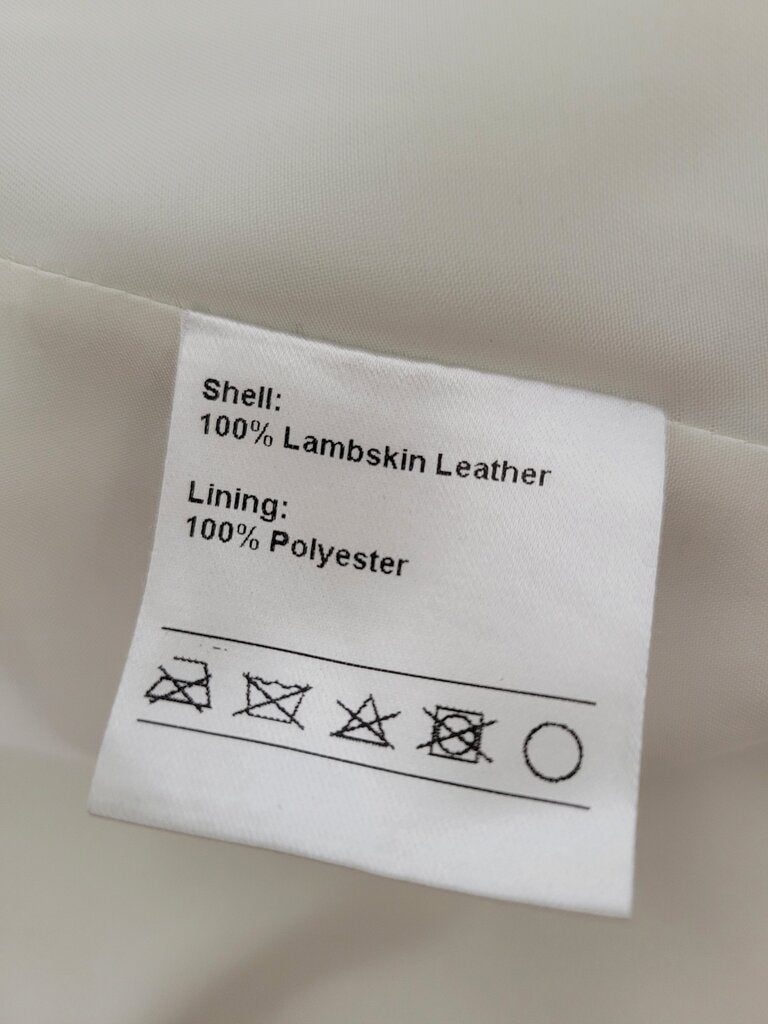 Shell:
100% Lambskin Leather
Lining:
100% Polyester